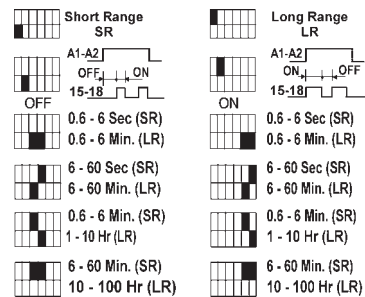 Short Range
SR
Long Range
LR
A1-A2
OFF
ON
15-18
OFF
A1-A2
ON
OFF
15-18
ON
0.6 - 6 Sec (SR)
0.6 - 6 Min. (LR)
0.6 - 6 Sec (SR)
0.6 - 6 Min. (LR)
6 - 60 Sec (SR)
6 - 60 Min. (LR)
6 - 60 Sec (SR)
6 - 60 Min. (LR)
0.6 - 6 Min. (SR)
1 - 10 Hr (LR)
0.6 - 6 Min. (SR)
1 - 10 Hr (LR)
6 - 60 Min. (SR)
10 - 100 Hr (LR)
6 - 60 Min. (SR)
10 - 100 Hr (LR)